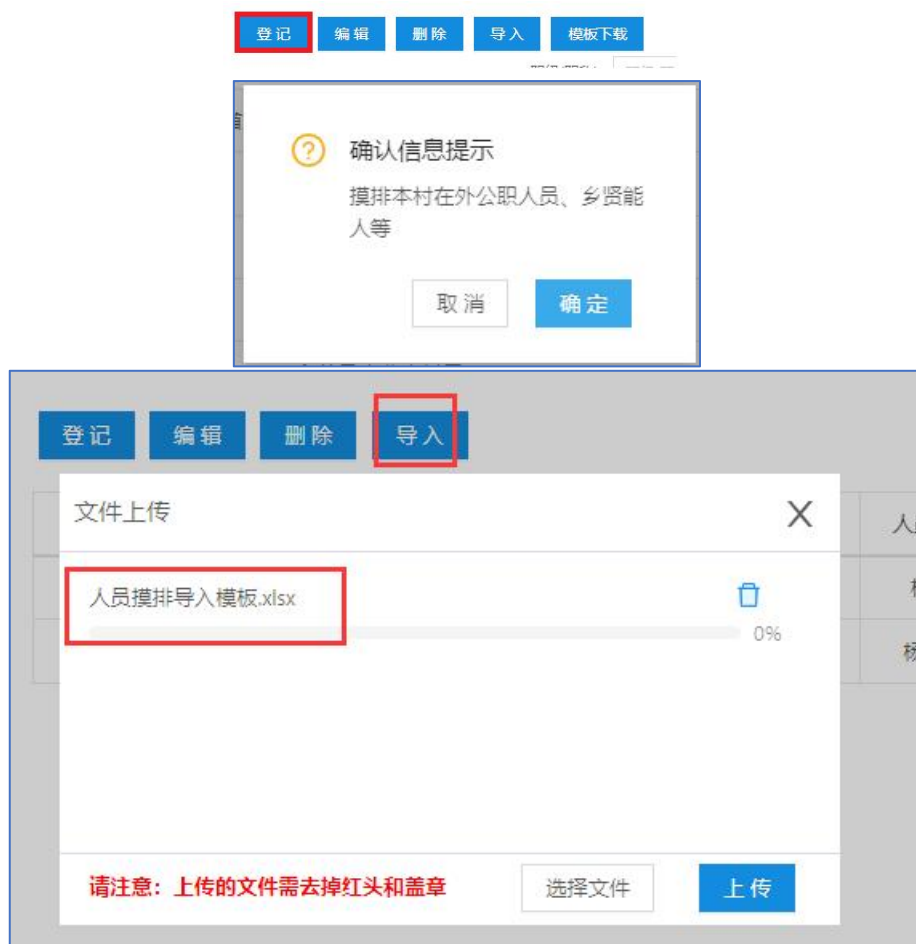 登记 编辑 删除 导入 模板下载
确认信息提示
摸排本村在外公职人员、乡贤能
人等
取消 确定
登记 编辑 删除 导入
文件上传 X
人员摸排导入模板.xlsx
0%
请注意：上传的文件需去掉红头和盖章 选择文件 上传